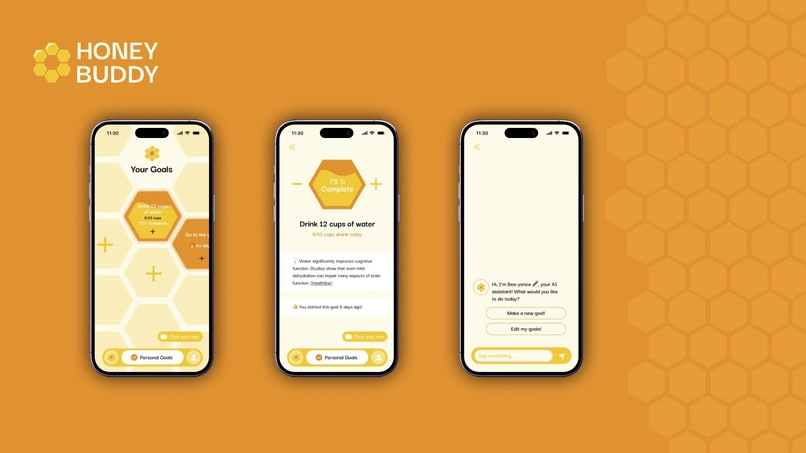 HONEY
BUDDY
11:30
Your Goals
Drink 12 cups
of water
9/12 cups
75% complete
+
Go to the
+
+
+
Chat with me!
Personal Goals
11:30
75 %
Complete
Drink 12 cups of water
9/12 cups drank today
Water significantly improves cognitive
function. Studies show that even mild
dehydration can impair many aspects of brain
function. (Healthline)
You started this goal 6 days ago!
Chat with me!
Personal Goals
11:30
Hi, I'm Bee-yonce 🎤, your AI
assistant! What would you like
to do today?
Make a new goal!
Edit my goals!
Say something...